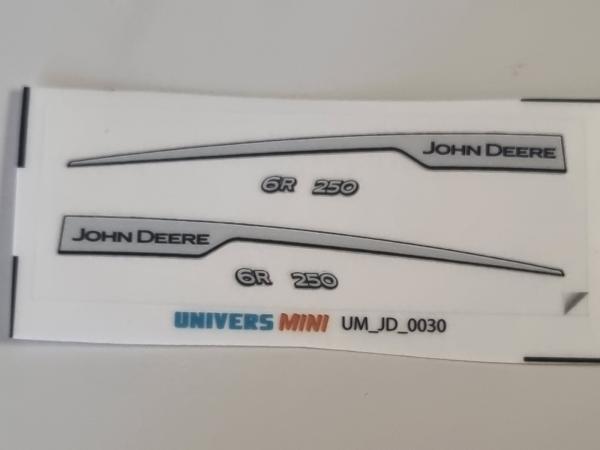 JOHN DEERE
6R 250
JOHN DEERE
6R 250
UNIVERS MINI UM_JD_0030